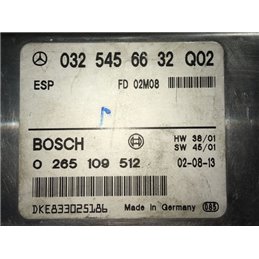 032 545 66 32 Q02
ESP FD 02M08
BOSCH HW 38/01
SW 45/01
0 265 109 512 02-08-13
DKE833025186 Made in Germany